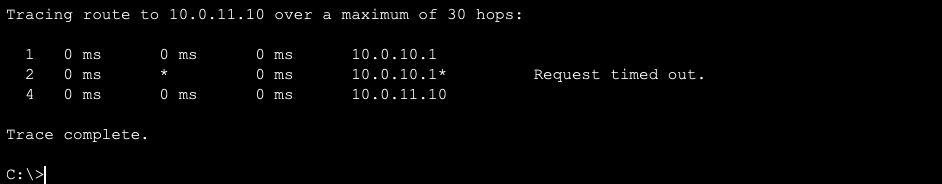 Tracing route to 10.0.11.10 over a maximum of 30 hops:
1 0 ms 0 ms 0 ms 10.0.10.1
2 0 ms * 0 ms 10.0.10.1* Request timed out.
4 0 ms 0 ms 0 ms 10.0.11.10
Trace complete.
C:\>